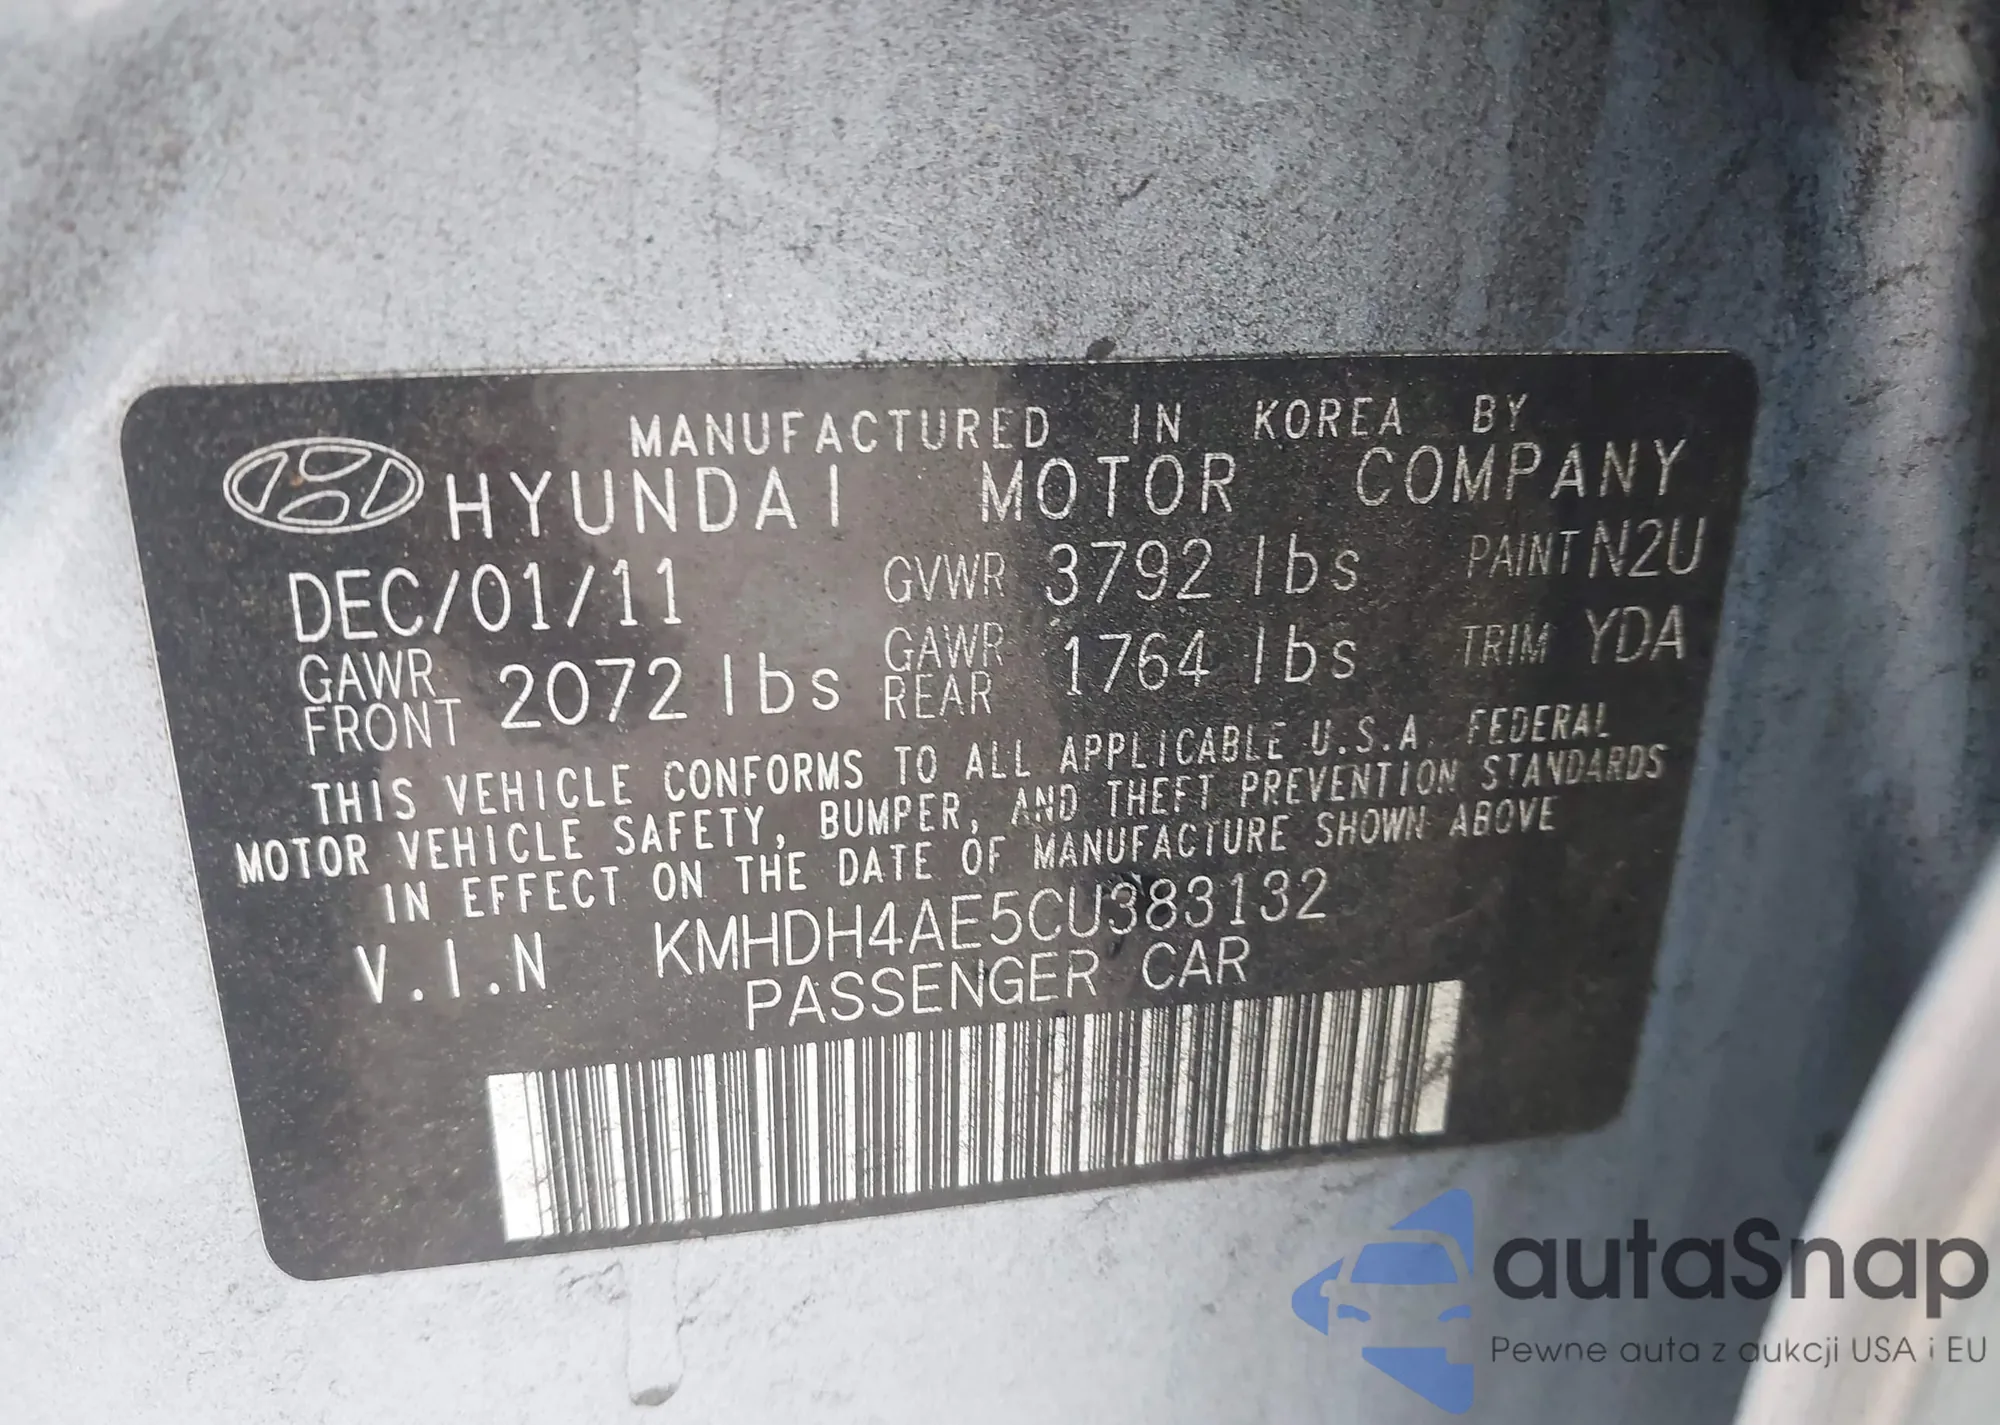 MANUFACTURED IN KOREA BY
HYUNDAI MOTOR COMPANY
DEC/01/11 GVWR 3792 lbs PAINT N2U
GAWR FRONT 2072 lbs GAWR REAR 1764 lbs TRIM YDA
THIS VEHICLE CONFORMS TO ALL APPLICABLE U.S.A. FEDERAL
MOTOR VEHICLE SAFETY, BUMPER, AND THEFT PREVENTION STANDARDS
IN EFFECT ON THE DATE OF MANUFACTURE SHOWN ABOVE
V.I.N KMHDH4AE5CU383132
PASSENGER CAR
autaSnap
Pewne auta z aukcji USA i EU